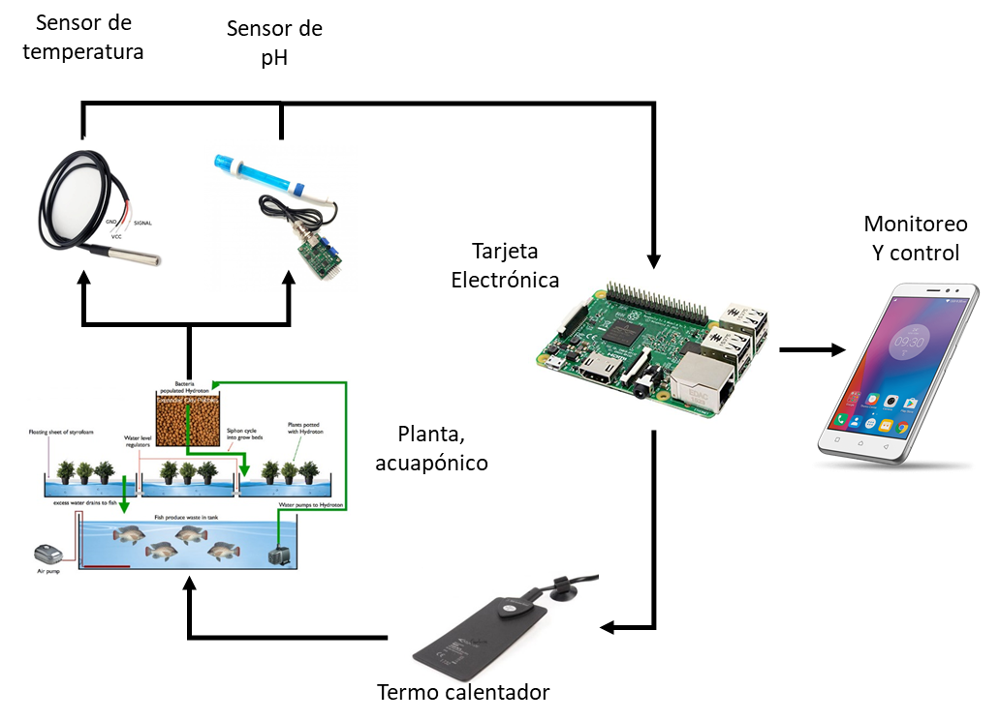 Sensor de
temperatura
Sensor de
pH
GND
SIGNAL
VCC
Tarjeta
Electrónica
Monitoreo
Y control
09:30
Planta,
acuapónico
Bacteria
populated Hydroton
Floating sheet of styrofoam
Water level
regulators
Siphon cycle
into grow beds
Plants potted
with Hydroton
excess water drains to fish
Water pumps to Hydroton
Fish produce waste in tank
Air pump
HDMI
Termo calentador